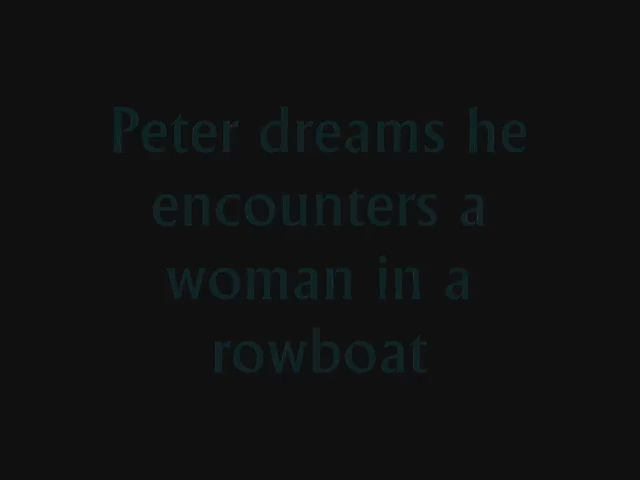 Peter dreams he
encounters a
woman in a
rowboat